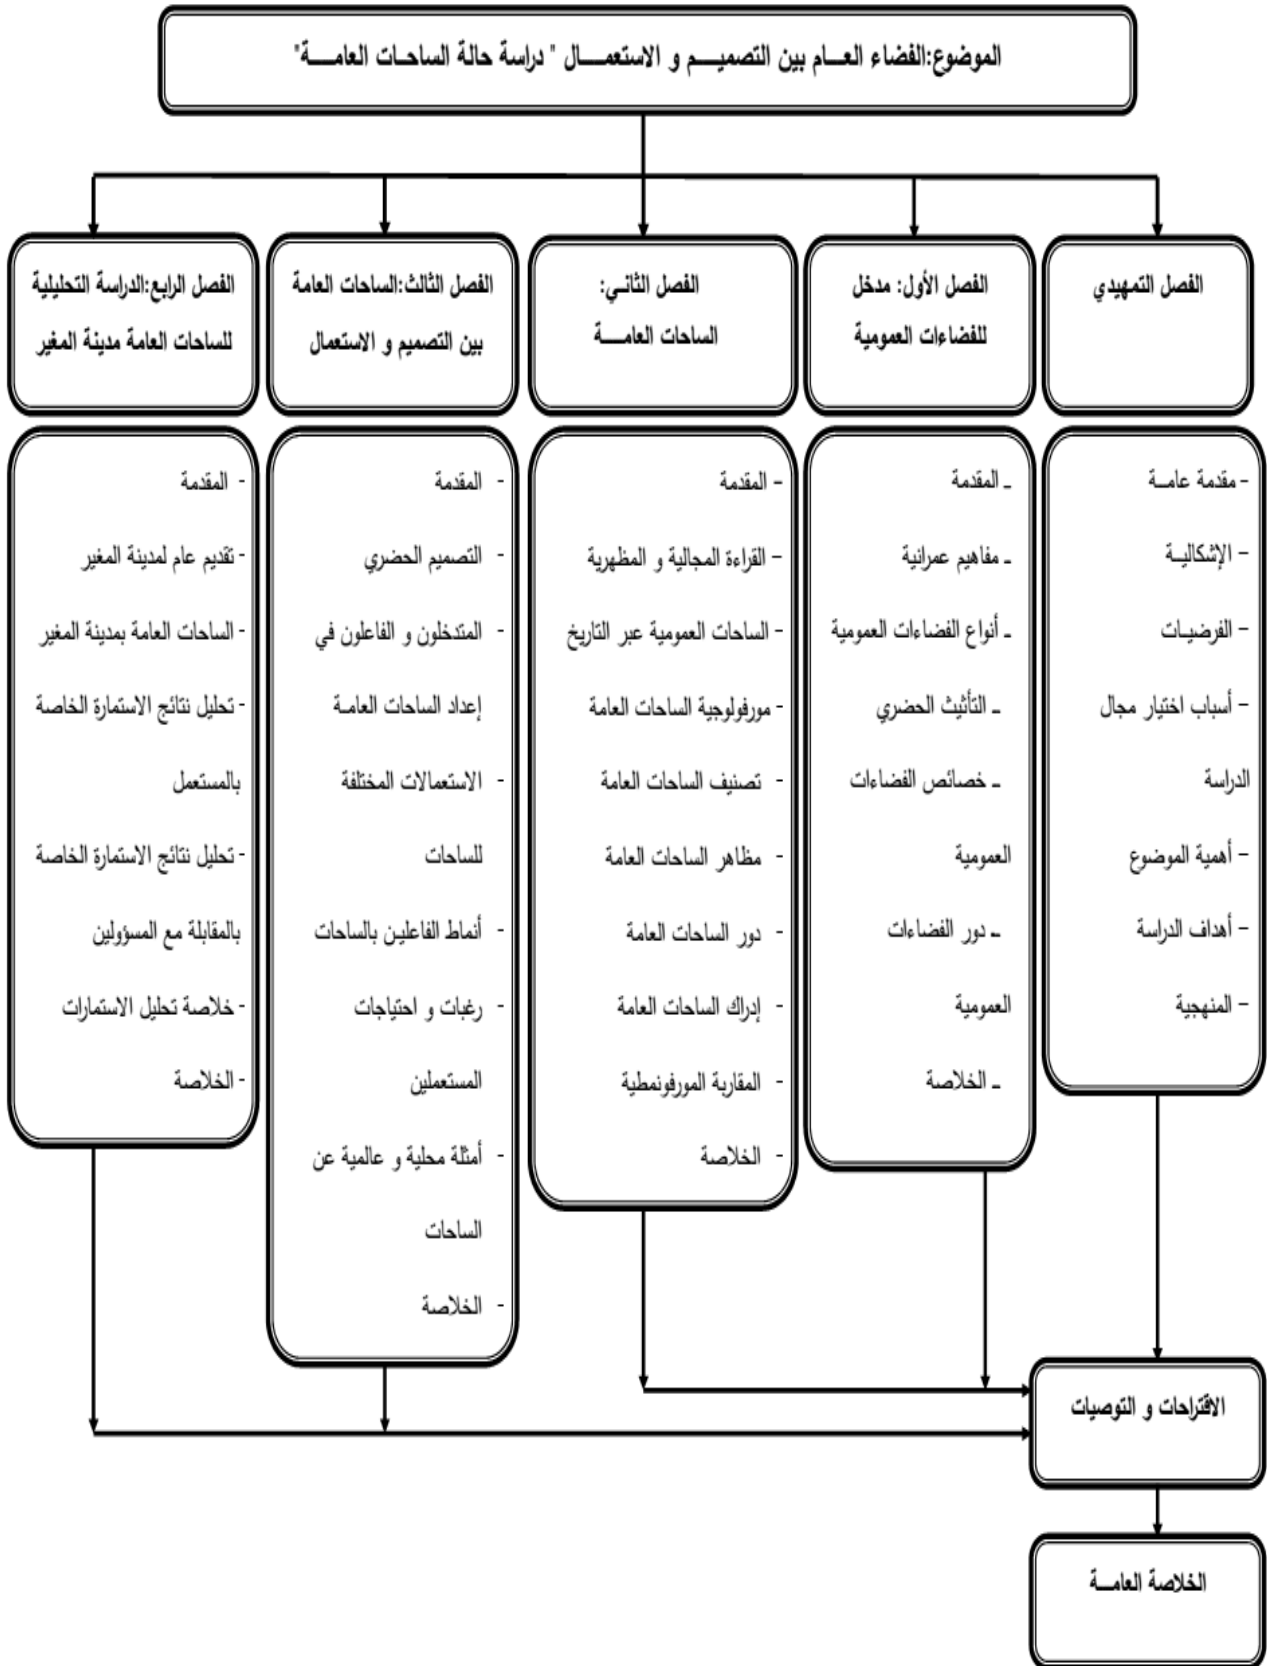 الموضوع:الفضاء العـــام بين التصميـــم و الاستعمـــال " دراسة حالة الساحـات العامـــة"
الفصل التمهيدي
الفصل الأول: مدخل
للفضاءات العمومية
الفصل الثانـي:
الساحات العامـــة
الفصل الثالث:الساحات العامة
بين التصميم و الاستعمال
الفصل الرابع:الدراسة التحليلية
للساحات العامة مدينة المغير
- مقدمة عامــة
- الإشكاليــة
- الفرضيـات
- أسباب اختيار مجال
الدراسة
- أهمية الموضوع
- أهداف الدراسة
- المنهجية
ـ المقدمة
ـ مفاهيم عمرانية
ـ أنواع الفضاءات العمومية
ـ التأثيث الحضري
ـ خصائص الفضاءات
العمومية
ـ دور الفضاءات
العمومية
ـ الخلاصة
- المقدمة
- القراءة المجالية و المظهرية
- الساحات العمومية عبر التاريخ
- مورفولوجية الساحات العامة
- تصنيف الساحات العامة
- مظاهر الساحات العامة
- دور الساحات العامة
- إدراك الساحات العامة
- المقاربة المورفونمطية
- الخلاصة
- المقدمة
- التصميم الحضري
- المتدخلون و الفاعلون في
إعداد الساحات العامـة
- الاستعمالات المختلفة
للساحات
- أنماط الفاعليـن بالساحات
- رغبات و احتياجات
المستعملين
- أمثلة محلية و عالمية عن
الساحات
- الخلاصة
- المقدمة
- تقديم عام لمدينة المغير
- الساحات العامة بمدينة المغير
- تحليل نتائج الاستمارة الخاصة
بالمستعمل
- تحليل نتائج الاستمارة الخاصة
بالمقابلة مع المسؤولين
- خلاصة تحليل الاستمارات
- الخلاصة
الاقتراحات و التوصيات
الخلاصة العامــة